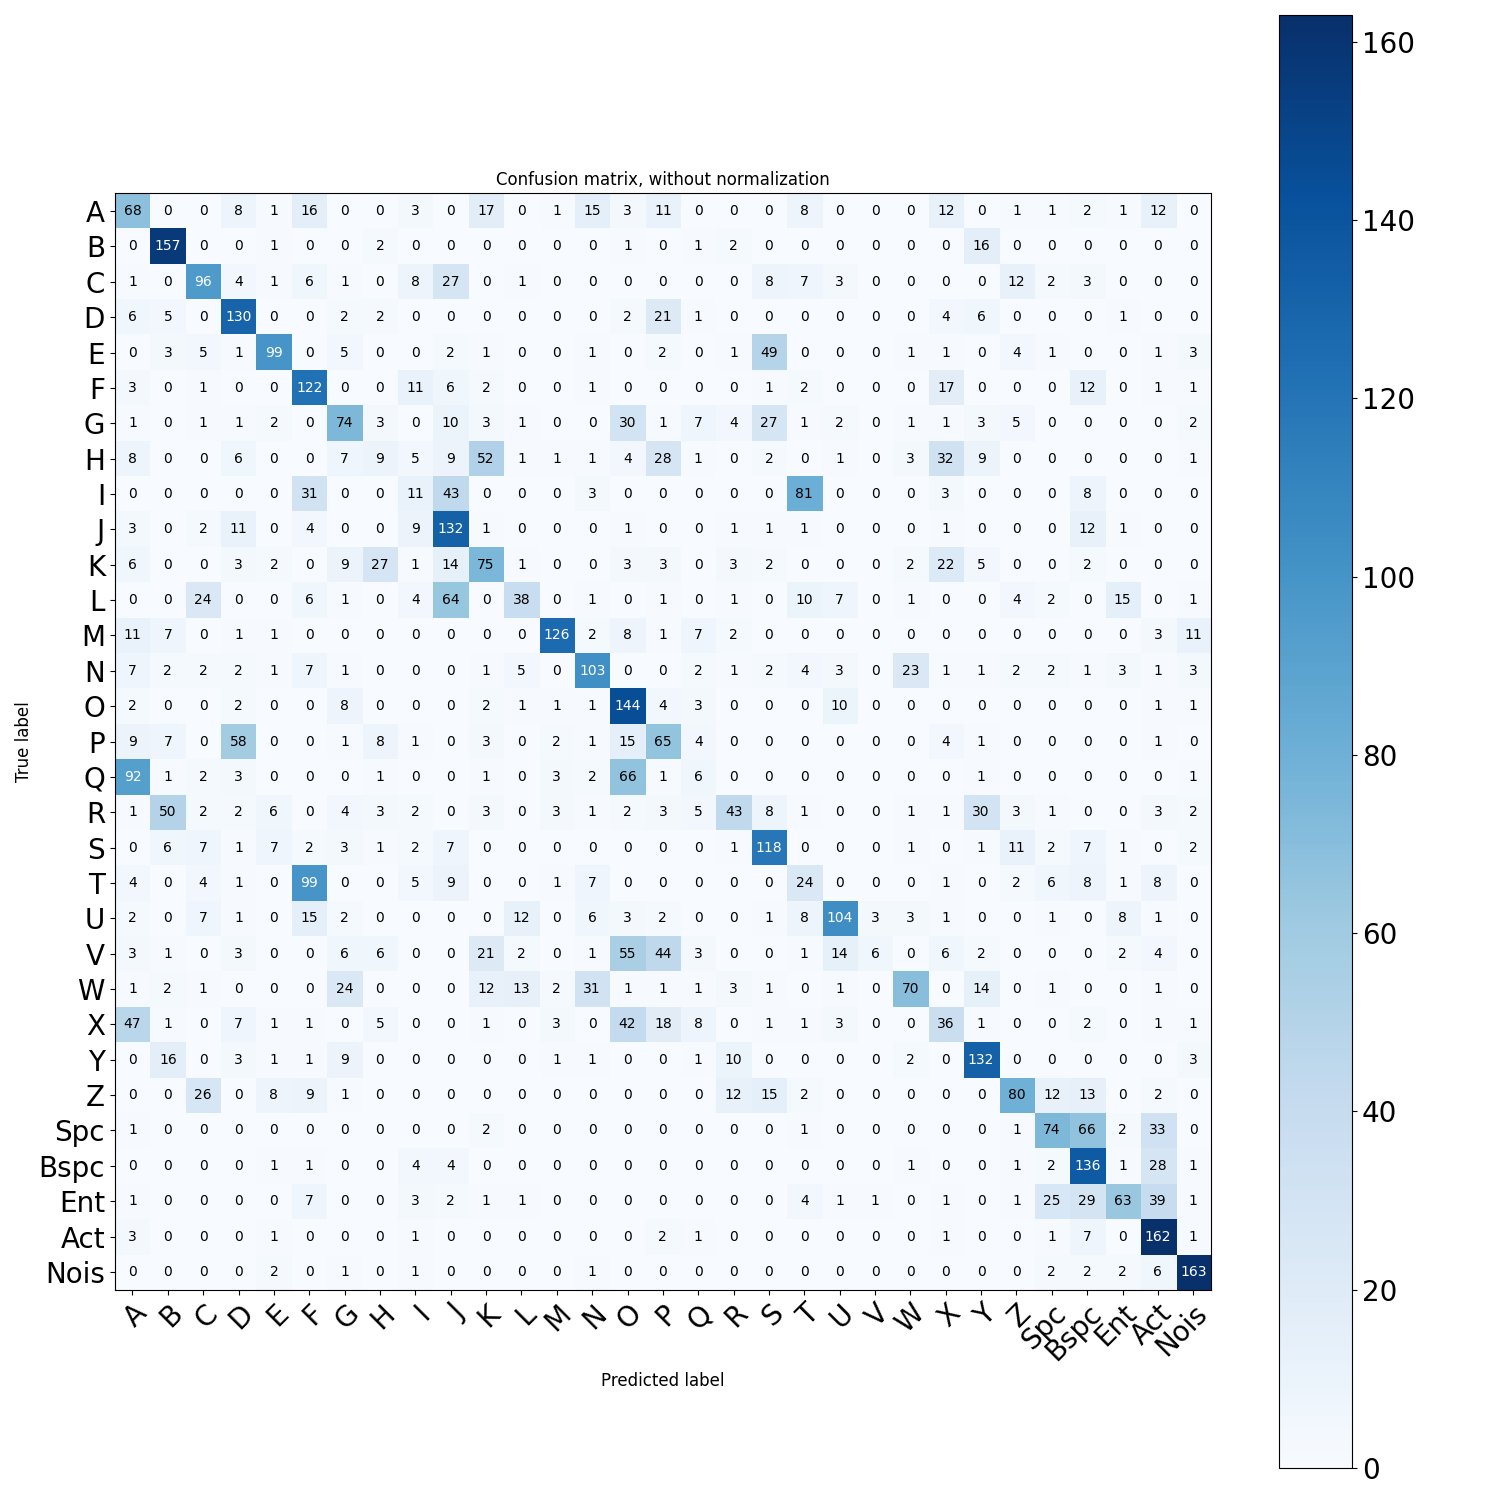 Confusion matrix, without normalization
A 68 0 0 8 1 16 0 0 3 0 17 0 1 15 3 11 0 0 0 8 0 0 0 12 0 1 1 2 1 12 0
B 0 157 0 0 1 0 0 2 0 0 0 0 0 0 1 0 1 2 0 0 0 0 0 0 16 0 0 0 0 0 0
C 1 0 96 4 1 6 1 0 8 27 0 1 0 0 0 0 0 0 8 7 3 0 0 0 0 12 2 3 0 0 0
D 6 5 0 130 0 0 2 2 0 0 0 0 0 0 2 21 1 0 0 0 0 0 0 4 6 0 0 0 1 0 0
E 0 3 5 1 99 0 5 0 0 2 1 0 0 1 0 2 0 1 49 0 0 0 1 1 0 4 1 0 0 1 3
F 3 0 1 0 0 122 0 0 11 6 2 0 0 1 0 0 0 0 1 2 0 0 0 17 0 0 0 12 0 1 1
G 1 0 1 1 2 0 74 3 0 10 3 1 0 0 30 1 7 4 27 1 2 0 1 1 3 5 0 0 0 0 2
H 8 0 0 6 0 0 7 9 5 9 52 1 1 1 4 28 1 0 2 0 1 0 3 32 9 0 0 0 0 0 1
I 0 0 0 0 0 31 0 0 11 43 0 0 0 3 0 0 0 0 0 81 0 0 0 3 0 0 0 8 0 0 0
J 3 0 2 11 0 4 0 0 9 132 1 0 0 0 1 0 0 1 1 1 0 0 0 1 0 0 0 12 1 0 0
K 6 0 0 3 2 0 9 27 1 14 75 1 0 0 3 3 0 3 2 0 0 0 2 22 5 0 0 2 0 0 0
L 0 0 24 0 0 6 1 0 4 64 0 38 0 1 0 1 0 1 0 10 7 0 1 0 0 4 2 0 15 0 1
M 11 7 0 1 1 0 0 0 0 0 0 0 126 2 8 1 7 2 0 0 0 0 0 0 0 0 0 0 0 3 11
N 7 2 2 2 1 7 1 0 0 0 1 5 0 103 0 0 2 1 2 4 3 0 23 1 1 2 2 1 3 1 3
O 2 0 0 2 0 0 8 0 0 0 2 1 1 1 144 4 3 0 0 0 10 0 0 0 0 0 0 0 0 1 1
P 9 7 0 58 0 0 1 8 1 0 3 0 2 1 15 65 4 0 0 0 0 0 0 4 1 0 0 0 0 1 0
Q 92 1 2 3 0 0 0 1 0 0 1 0 3 2 66 1 6 0 0 0 0 0 0 0 1 0 0 0 0 0 1
R 1 50 2 2 6 0 4 3 2 0 3 0 3 1 2 3 5 43 8 1 0 0 1 1 30 3 1 0 0 3 2
S 0 6 7 1 7 2 3 1 2 7 0 0 0 0 0 0 0 1 118 0 0 0 1 0 1 11 2 7 1 0 2
T 4 0 4 1 0 99 0 0 5 9 0 0 1 7 0 0 0 0 0 24 0 0 0 1 0 2 6 8 1 8 0
U 2 0 7 1 0 15 2 0 0 0 0 12 0 6 3 2 0 0 1 8 104 3 3 1 0 0 1 0 8 1 0
V 3 1 0 3 0 0 6 6 0 0 21 2 0 1 55 44 3 0 0 1 14 6 0 6 2 0 0 0 2 4 0
W 1 2 1 0 0 0 24 0 0 0 12 13 2 31 1 1 1 3 1 0 1 0 70 0 14 0 1 0 0 1 0
X 47 1 0 7 1 1 0 5 0 0 1 0 3 0 42 18 8 0 1 1 3 0 0 36 1 0 0 2 0 1 1
Y 0 16 0 3 1 1 9 0 0 0 0 0 1 1 0 0 1 10 0 0 0 0 2 0 132 0 0 0 0 0 3
Z 0 0 26 0 8 9 1 0 0 0 0 0 0 0 0 0 0 12 15 2 0 0 0 0 0 80 12 13 0 2 0
Spc 1 0 0 0 0 0 0 0 0 0 2 0 0 0 0 0 0 0 0 1 0 0 0 0 0 1 74 66 2 33 0
Bspc 0 0 0 0 1 1 0 0 4 4 0 0 0 0 0 0 0 0 0 0 0 0 1 0 0 1 2 136 1 28 1
Ent 1 0 0 0 0 7 0 0 3 2 1 1 0 0 0 0 0 0 0 4 1 1 0 1 0 1 25 29 63 39 1
Act 3 0 0 0 1 0 0 0 1 0 0 0 0 0 0 2 1 0 0 0 0 0 0 1 0 0 1 7 0 162 1
Nois 0 0 0 0 2 0 1 0 1 0 0 0 0 1 0 0 0 0 0 0 0 0 0 0 0 0 2 2 2 6 163
A B C D E F G H I J K L M N O P Q R S T U V W X Y Z Spc Bspc Ent Act Nois
Predicted label
True label
160
140
120
100
80
60
40
20
0